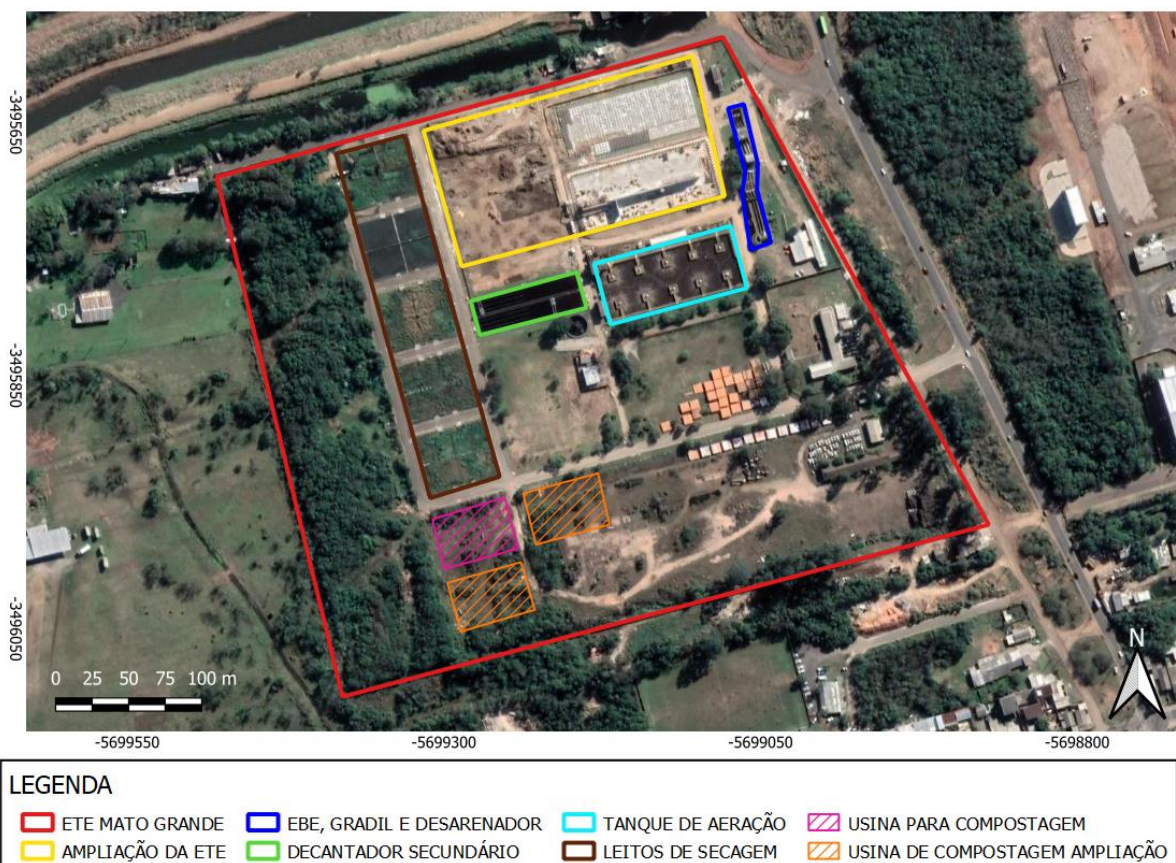 -3495650
-3495850
-3496050
0 25 50 75 100 m
N
-5699550 -5699300 -5699050 -5698800
LEGENDA
ETE MATO GRANDE EBE, GRADIL E DESARENADOR TANQUE DE AERAÇÃO USINA PARA COMPOSTAGEM
AMPLIAÇÃO DA ETE DECANTADOR SECUNDÁRIO LEITOS DE SECAGEM USINA DE COMPOSTAGEM AMPLIAÇÃO